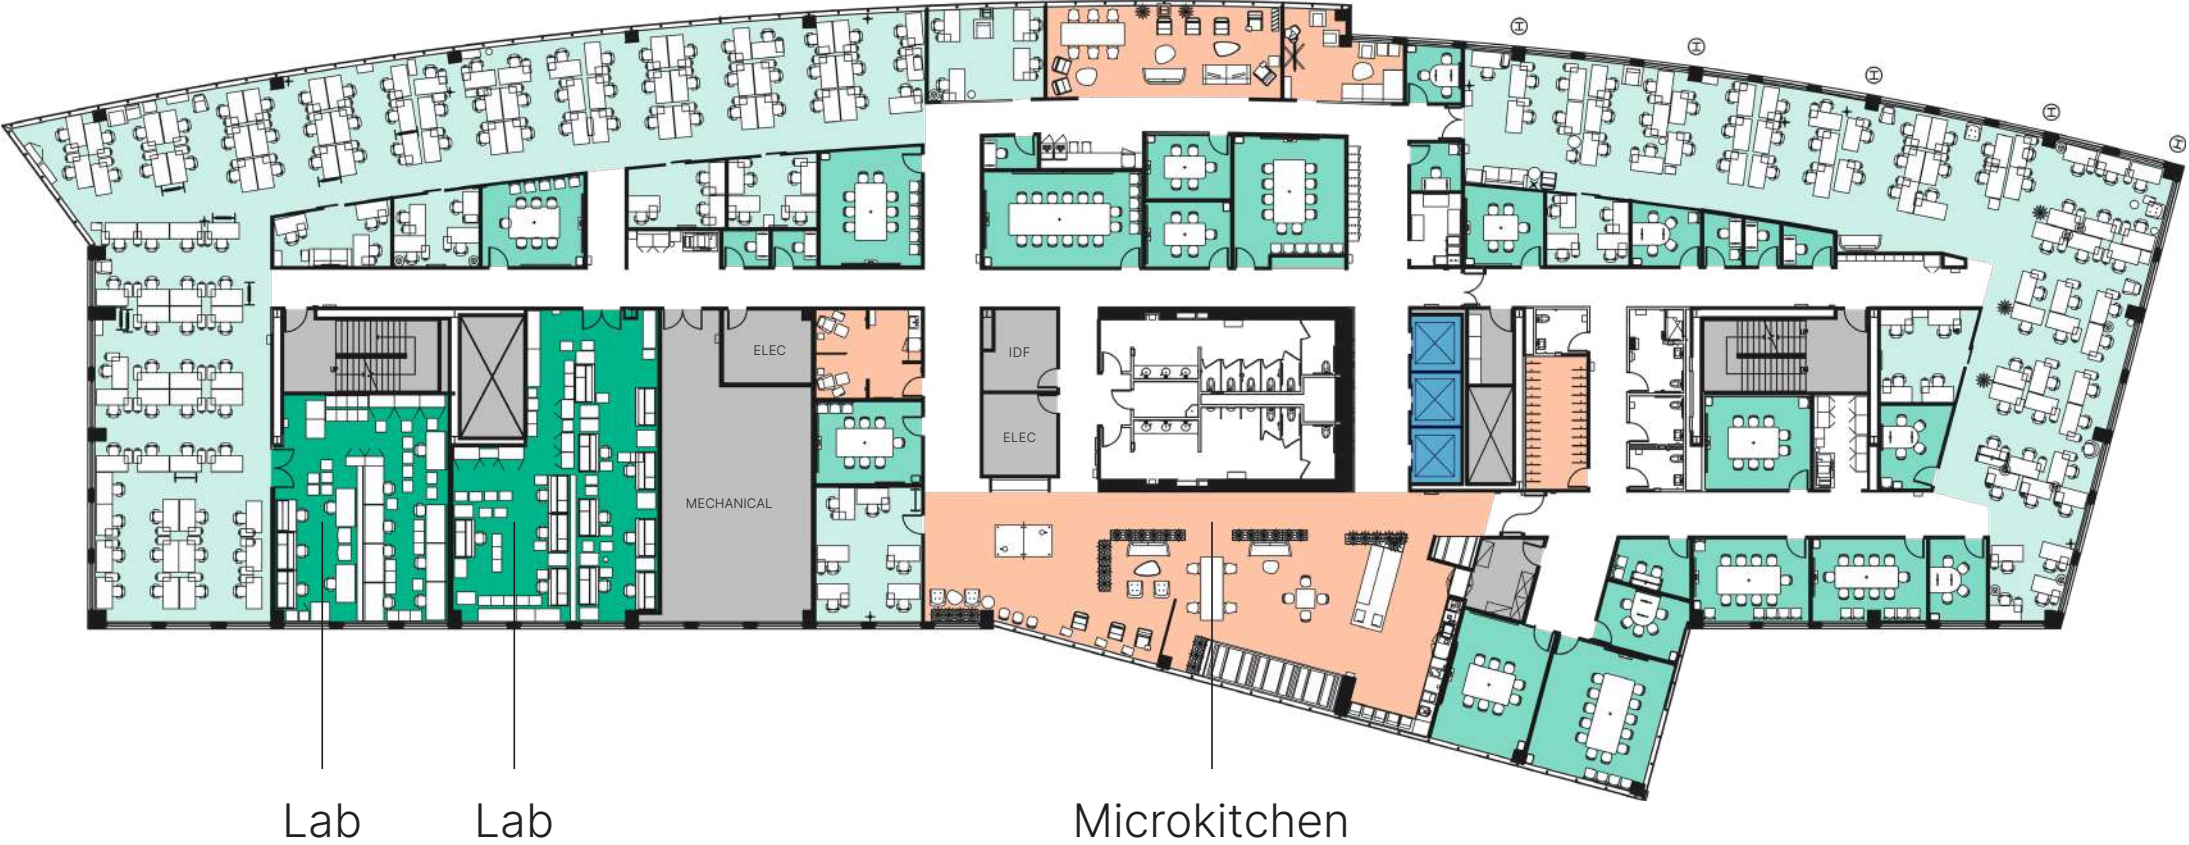 ELEC
IDF
ELEC
MECHANICAL
Lab
Lab
Microkitchen